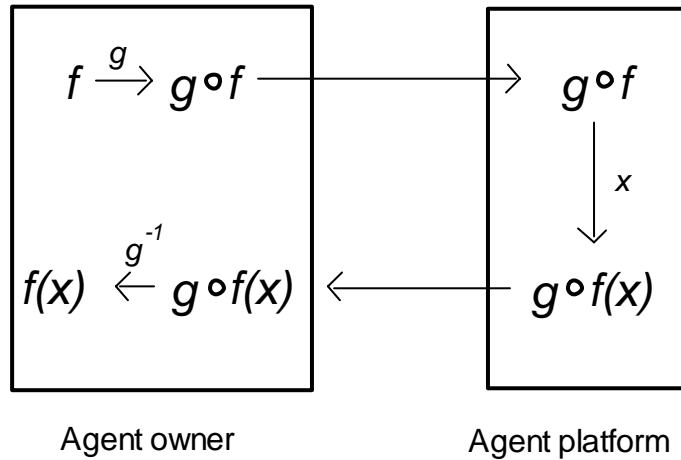 g
f → g∘f → g∘f
x
g⁻¹
f(x) ← g∘f(x) ← g∘f(x)
Agent owner
Agent platform